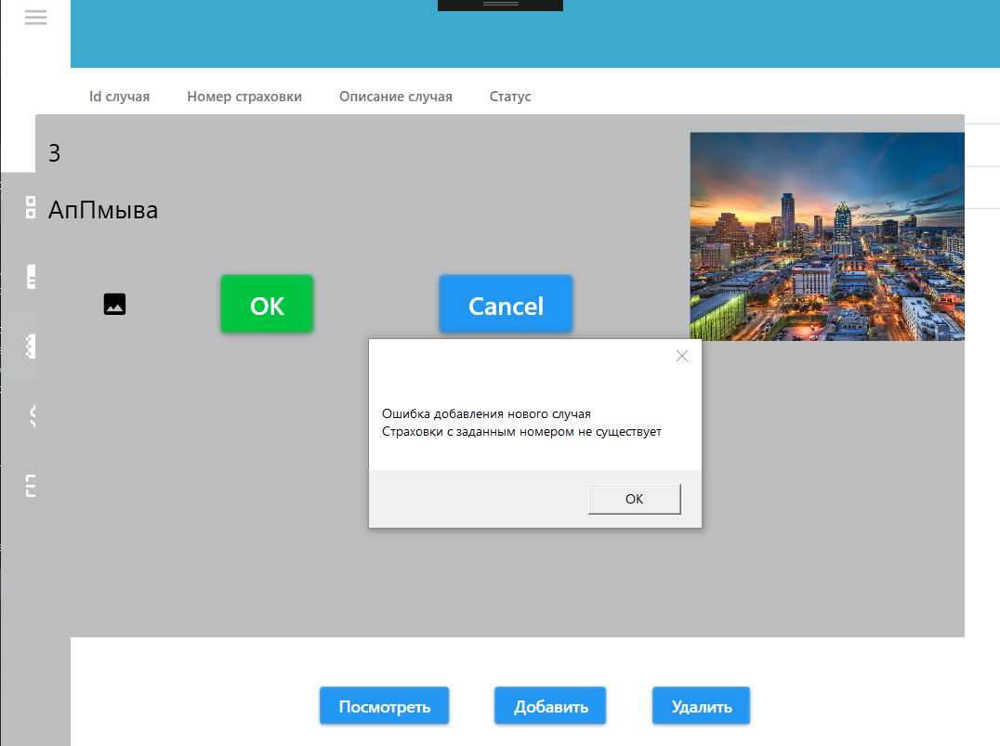 Id случая Номер страховки Описание случая Статус
3
АпПмыва
OK Cancel
Ошибка добавления нового случая
Страховки с заданным номером не существует
ОК
Посмотреть Добавить Удалить